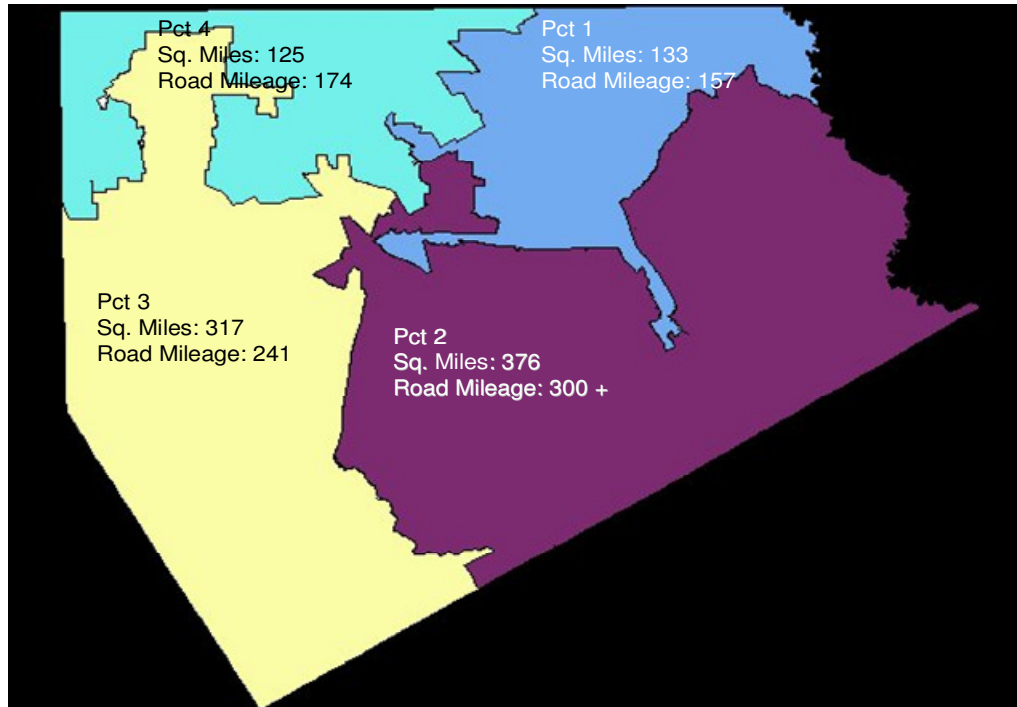 Pct 4
Sq. Miles: 125
Road Mileage: 174
Pct 1
Sq. Miles: 133
Road Mileage: 157
Pct 3
Sq. Miles: 317
Road Mileage: 241
Pct 2
Sq. Miles: 376
Road Mileage: 300 +